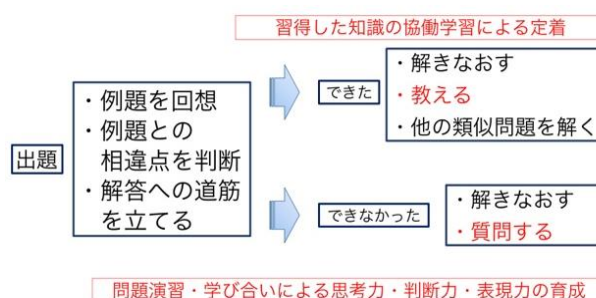 習得した知識の協働学習による定着
出題
・例題を回想
・例題との
相違点を判断
・解答への道筋
を立てる
できた
・解きなおす
・教える
・他の類似問題を解く
できなかった
・解きなおす
・質問する
問題演習・学び合いによる思考力・判断力・表現力の育成